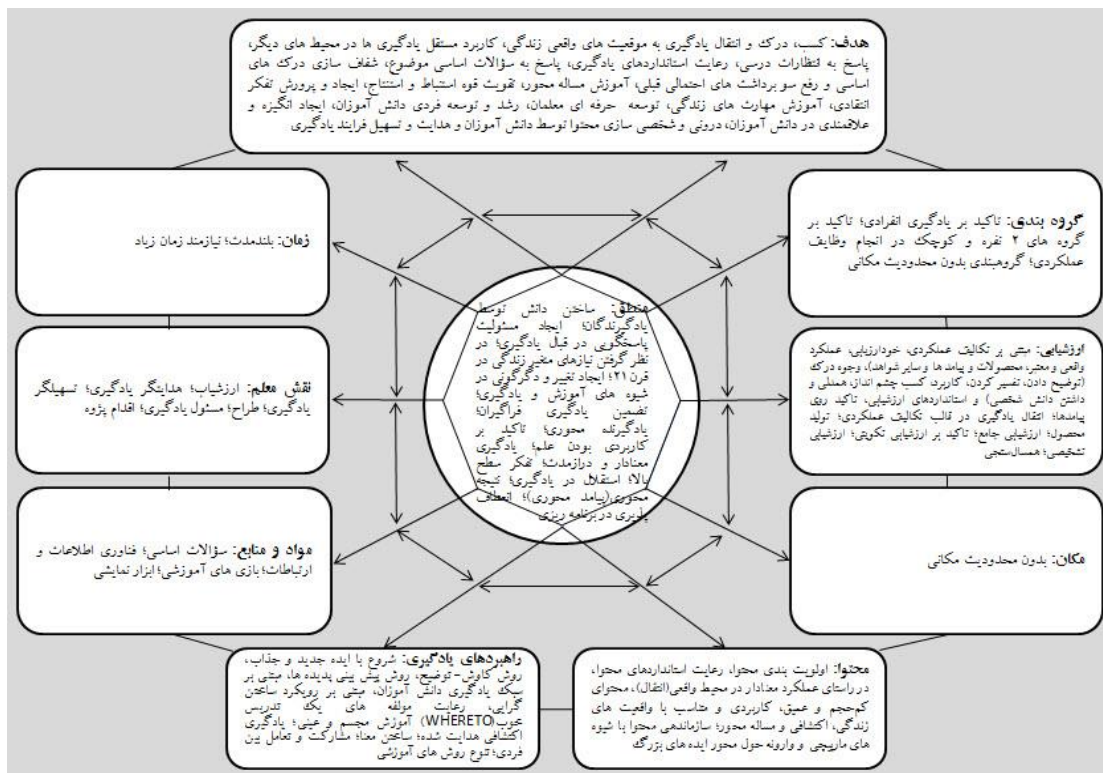 هدف: کسب، درک و انتقال یادگیری به موقعیت های واقعی زندگی، کاربرد مستقل یادگیری ها در محیط های دیگر،
پاسخ به انتظارات درسی، رعایت استانداردهای یادگیری، پاسخ به سؤالات اساسی موضوع، شفاف سازی درک های
اساسی و رفع سو برداشت های احتمالی قبلی، آموزش مساله محور، تقویت قوه استنباط و استنتاج، ایجاد و پرورش تفکر
انتقادی، آموزش مهارت های زندگی، توسعه حرفه ای معلمان، رشد و توسعه فردی دانش آموزان، ایجاد انگیزه و
علاقمندی در دانش آموزان، درونی و شخصی سازی محتوا توسط دانش آموزان و هدایت و تسهیل فرایند یادگیری
گروه بندی: تاکید بر یادگیری انفرادی؛ تاکید بر
گروه های ۲ نفره و کوچک در انجام وظایف
عملکردی؛ گروهبندی بدون محدودیت مکانی
زمان: بلندمدت؛ نیازمند زمان زیاد
منطق: ساختن دانش توسط
یادگیرندگان؛ ایجاد مسئولیت
پاسخگویی در قبال یادگیری؛ در
نظر گرفتن نیازهای متغیر زندگی در
قرن ۲۱؛ ایجاد تغییر و دگرگونی در
شیوه های آموزش و یادگیری؛
تضمین یادگیری فراگیران؛
یادگیرنده محوری؛ تاکید بر
کاربردی بودن علم؛ یادگیری
معنادار و درازمدت؛ تفکر سطح
بالا؛ استقلال در یادگیری؛ نتیجه
محوری(پیامد محوری)؛ انعطاف
پذیری در برنامه ریزی
ارزشیابی: مبتنی بر تکالیف عملکردی، خودارزیابی، عملکرد
واقعی و معتبر، محصولات و پیامد ها و سایر شواهد)، وجوه درک
(توضیح دادن، تفسیر کردن، کاربرد، کسب چشم انداز، همدلی و
داشتن دانش شخصی) و استانداردهای ارزشیابی، تاکید روی
پیامدها؛ انتقال یادگیری در قالب تکالیف عملکردی؛ تولید
محصول؛ ارزشیابی جامع؛ تاکید بر ارزشیابی تکوینی؛ ارزشیابی
تشخیصی؛ همسال‌سنجی
نقش معلم: ارزشیاب؛ هدایتگر یادگیری؛ تسهیلگر
یادگیری؛ طراح؛ مسئول یادگیری؛ اقدام پژوه
مکان: بدون محدودیت مکانی
مواد و منابع: سؤالات اساسی؛ فناوری اطلاعات و
ارتباطات؛ بازی های آموزشی؛ ابزار نمایشی
محتوا: اولویت بندی محتوا، رعایت استانداردهای محتوا،
در راستای عملکرد معنادار در محیط واقعی(انتقال)، محتوای
کم‌حجم و عمیق، کاربردی و متناسب با واقعیت های
زندگی، اکتشافی و مساله محور؛ سازماندهی محتوا با شیوه
های مارپیچی و وارونه حول محور ایده های بزرگ
راهبردهای یادگیری: شروع با ایده جدید و جذاب،
روش کاوش-توضیح، روش پیش بینی پدیده ها، مبتنی بر
سبک یادگیری دانش آموزان، مبتنی بر رویکرد ساختن
گرایی، رعایت مولفه های یک تدریس
خوب(WHERETO) آموزش مجسم و عینی؛ یادگیری
اکتشافی هدایت شده؛ ساختن معنا؛ مشارکت و تعامل بین
فردی؛ تنوع روش های آموزشی